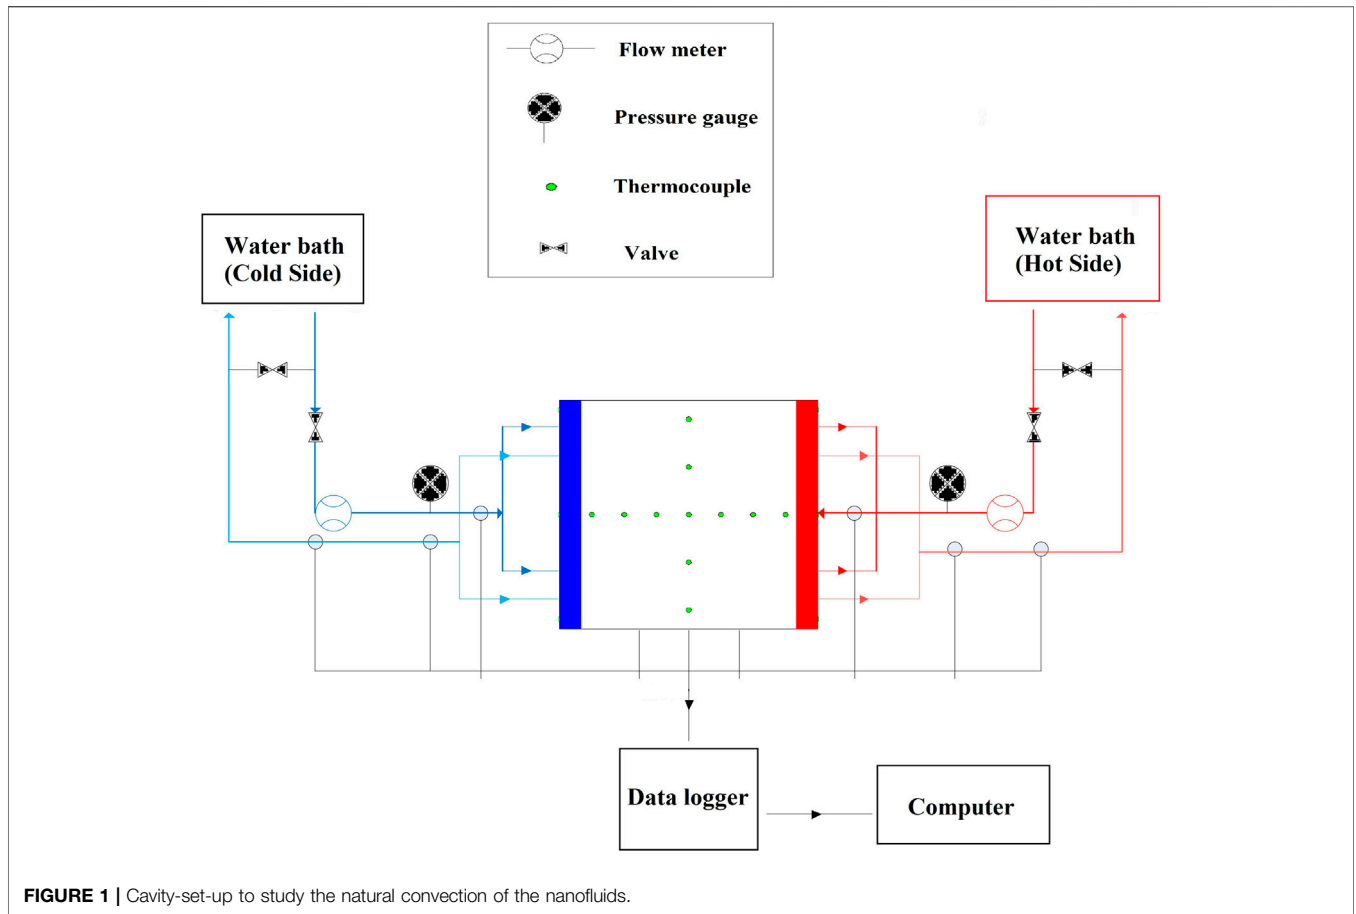 Flow meter
Pressure gauge
Thermocouple
Valve
Water bath
(Cold Side)
Water bath
(Hot Side)
Data logger
Computer
FIGURE 1 | Cavity-set-up to study the natural convection of the nanofluids.